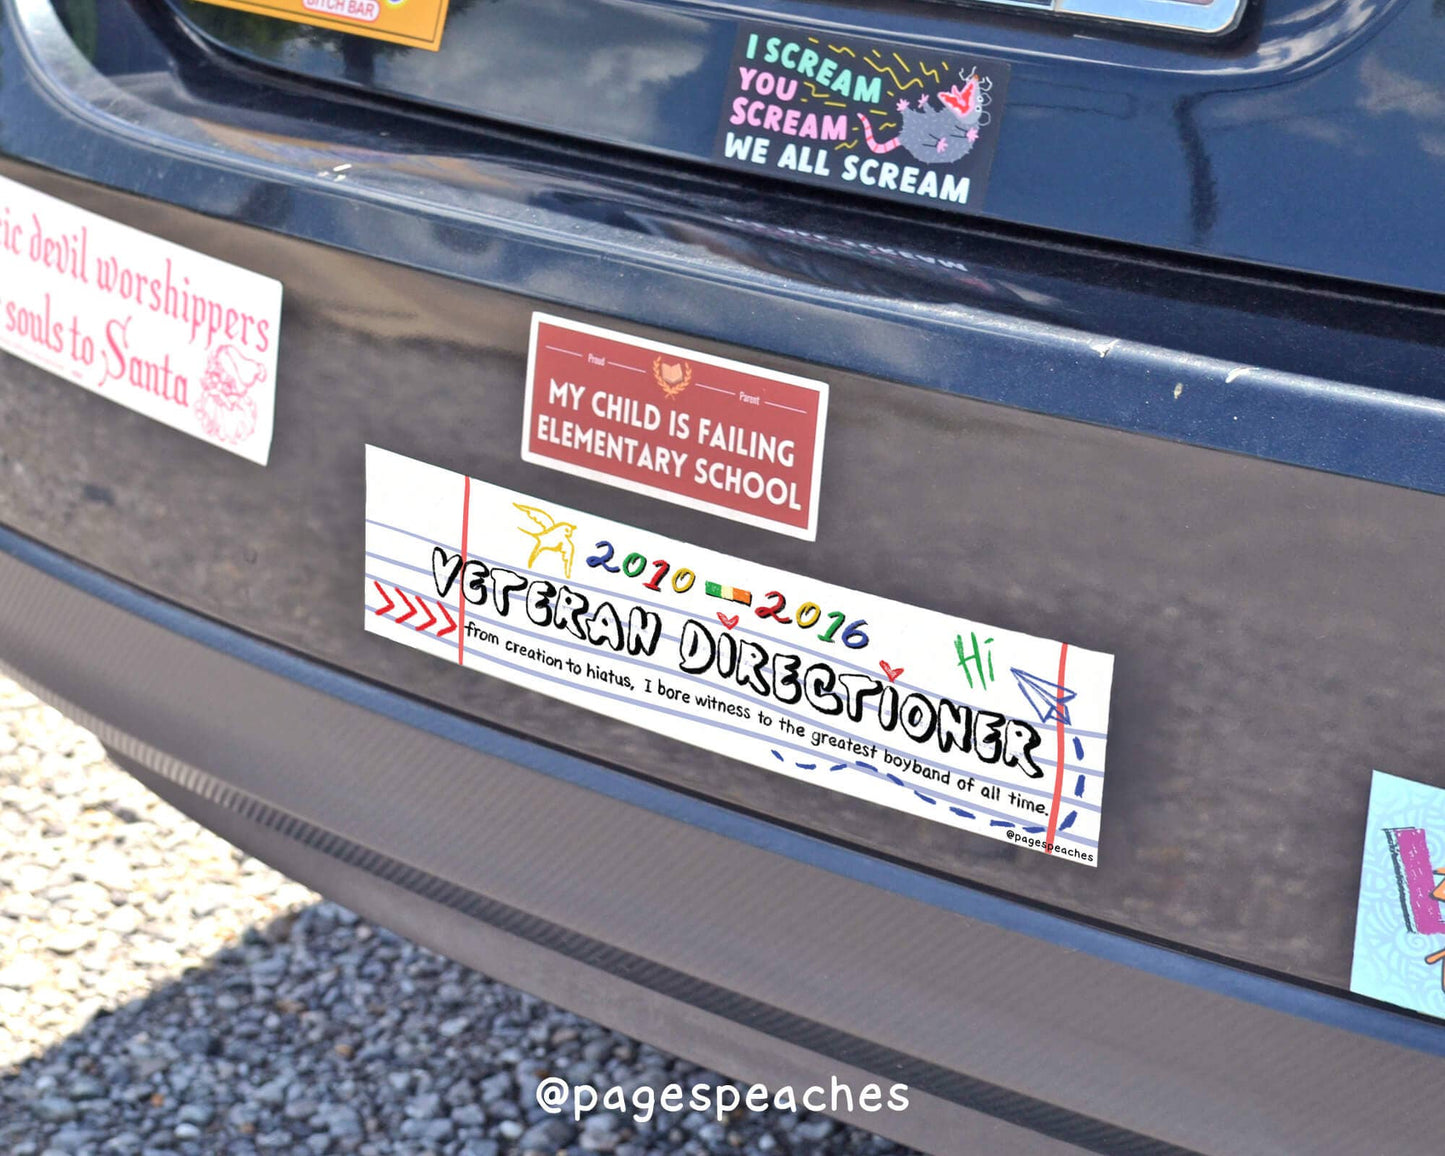 BITCH BAR
I SCREAM
YOU
SCREAM
WE ALL SCREAM
devil worshippers
souls to Santa
Proud
Parent
MY CHILD IS FAILING
ELEMENTARY SCHOOL
2010 2016
VETERAN DIRECTIONER
Hi
from creation to hiatus, I bore witness to the greatest boyband of all time.
@pagespeaches
@pagespeaches